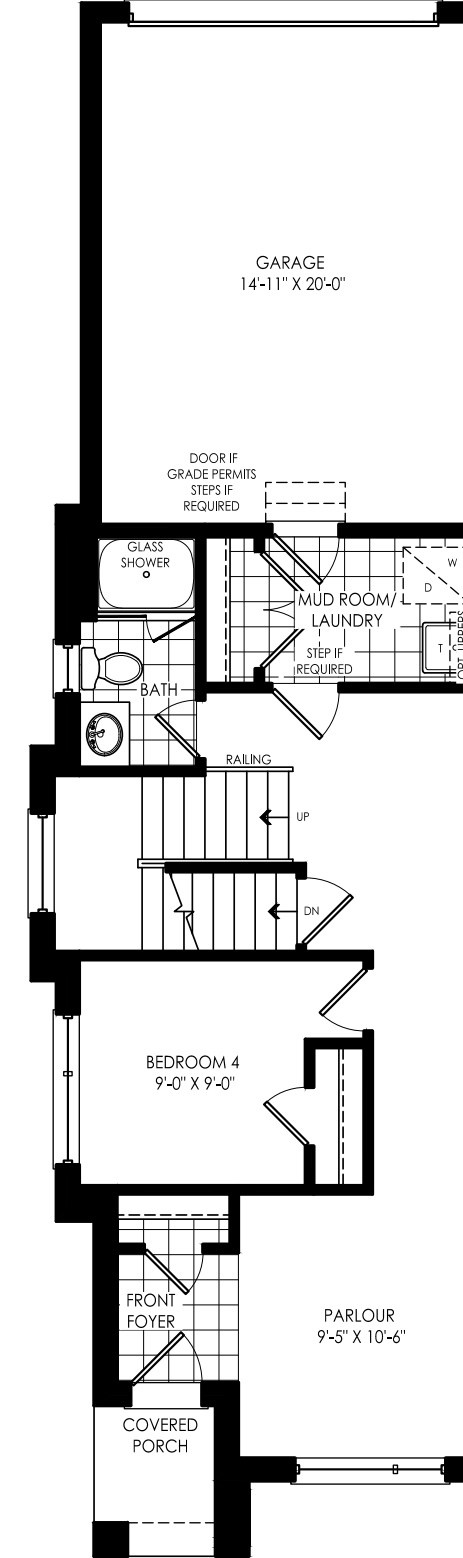 GARAGE
14'-11" X 20'-0"
DOOR IF
GRADE PERMITS
STEPS IF
REQUIRED
GLASS
SHOWER
W
D
MUD ROOM/
LAUNDRY
T
STEP IF
REQUIRED
OPT. UPPERS
BATH
RAILING
UP
DN
BEDROOM 4
9'-0" X 9'-0"
FRONT
FOYER
PARLOUR
9'-5" X 10'-6"
COVERED
PORCH